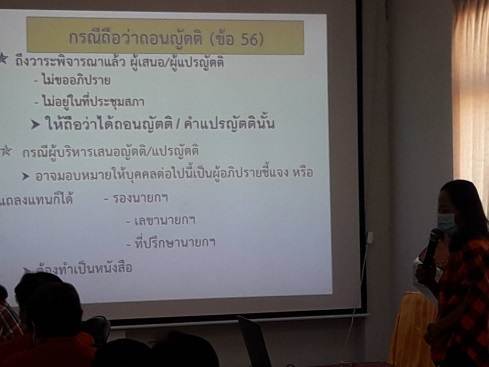 กรณีถือว่าถอนญัตติ (ข้อ 56)
★ ถึงวาระพิจารณาแล้ว ผู้เสนอ/ผู้แปรญัตติ
- ไม่ขออภิปราย
- ไม่อยู่ในที่ประชุมสภา
➤ ให้ถือว่าได้ถอนญัตติ / คำแปรญัตตินั้น
☆ กรณีผู้บริหารเสนอญัตติ/แปรญัตติ
➤ อาจมอบหมายให้บุคคลต่อไปนี้เป็นผู้อภิปรายชี้แจง หรือ
แถลงแทนก็ได้ - รองนายกฯ
- เลขานายกฯ
- ที่ปรึกษานายกฯ
➤ ต้องทำเป็นหนังสือ